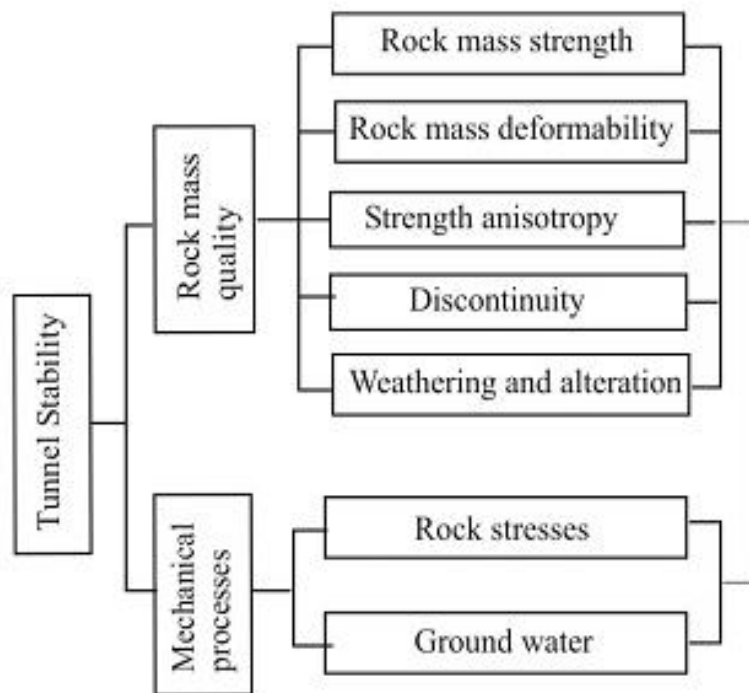 Tunnel Stability
Rock mass
quality
Rock mass strength
Rock mass deformability
Strength anisotropy
Discontinuity
Weathering and alteration
Mechanical
processes
Rock stresses
Ground water